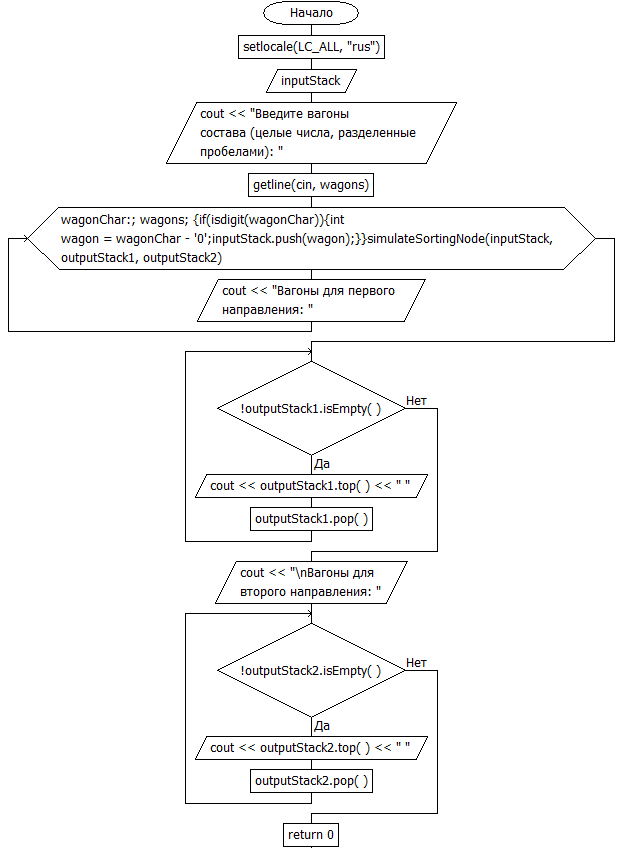 Начало
setlocale(LC_ALL, "rus")
inputStack
cout << "Введите вагоны
состава (целые числа, разделенные
пробелами): "
getline(cin, wagons)
wagonChar:; wagons; {if(isdigit(wagonChar)){int
wagon = wagonChar - '0';inputStack.push(wagon);}}simulateSortingNode(inputStack,
outputStack1, outputStack2)
cout << "Вагоны для первого
направления: "
!outputStack1.isEmpty( )
Нет
Да
cout << outputStack1.top( ) << " "
outputStack1.pop( )
cout << "\nВагоны для
второго направления: "
!outputStack2.isEmpty( )
Нет
Да
cout << outputStack2.top( ) << " "
outputStack2.pop( )
return 0